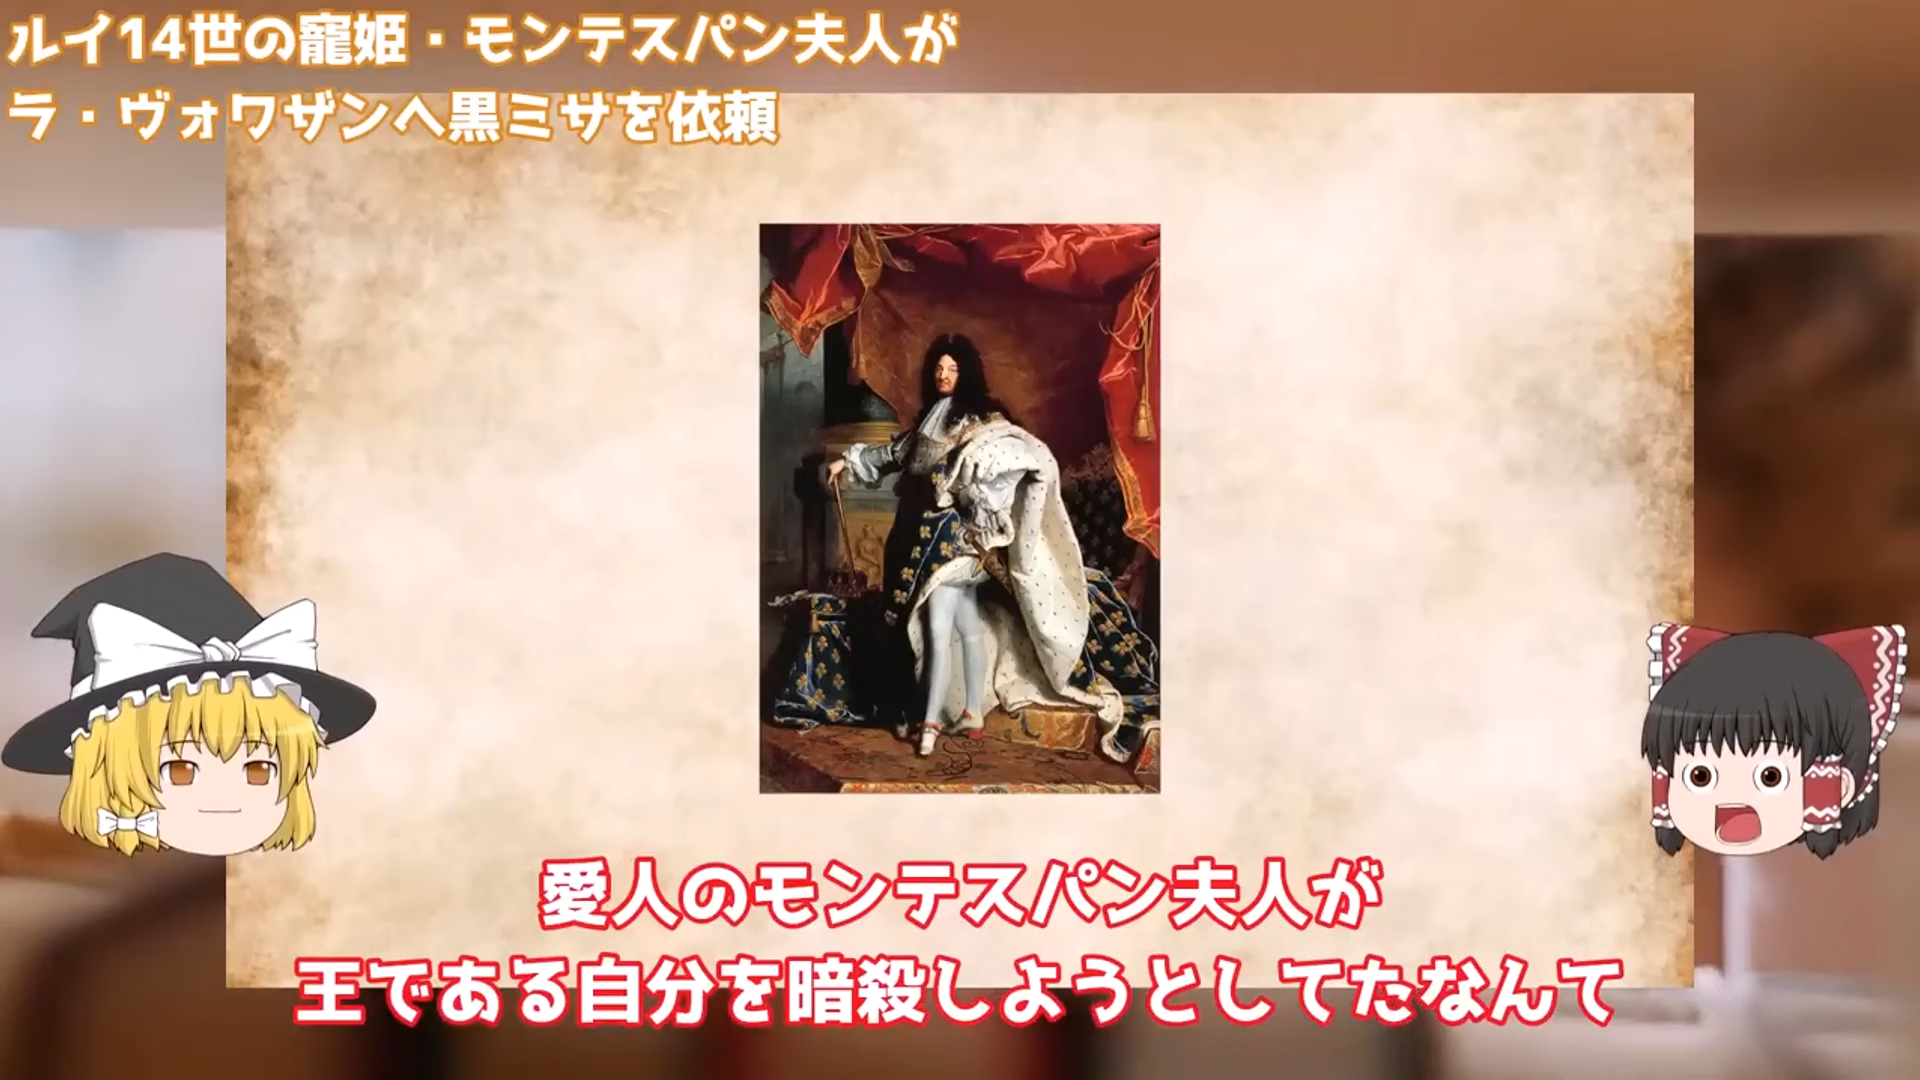 ルイ14世の寵姫・モンテスパン夫人が
ラ・ヴォワザンへ黒ミサを依頼
愛人のモンテスパン夫人が
王である自分を暗殺しようとしてたなんて